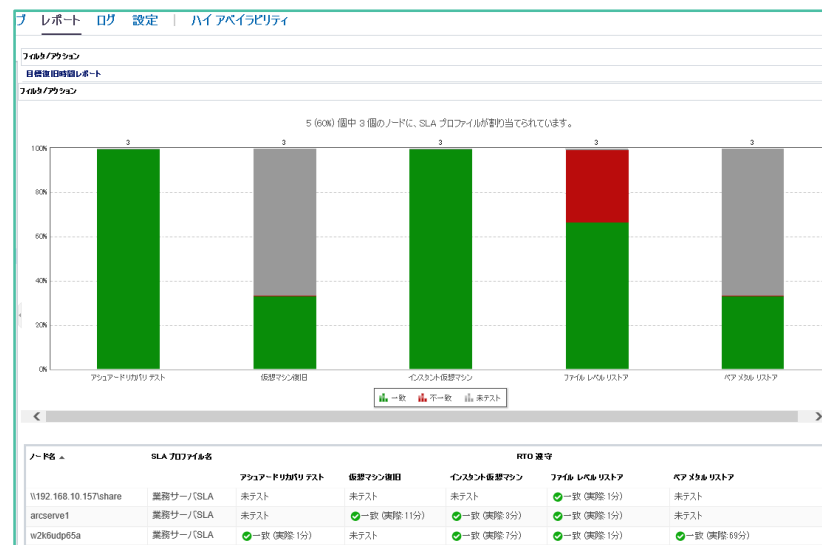 プ レポート ログ 設定 | ハイ アベイラビリティ
フィルタ/アクション
目標復旧時間レポート
フィルタ/アクション
5 (60%) 個中 3 個のノードに、SLA プロファイルが割り当てられています。
3 3 3 3 3
100%
80%
60%
40%
20%
0%
アシュアードリカバリ テスト 仮想マシン復旧 インスタント仮想マシン ファイル レベル リストア ベア メタル リストア
一致 不一致 未テスト
ノード名 SLA プロファイル名 RTO 遵守
アシュアードリカバリ テスト 仮想マシン復旧 インスタント仮想マシン ファイル レベル リストア ベア メタル リストア
\\192.168.10.157\share 業務サーバSLA 未テスト 未テスト 未テスト 一致 (実際:1分) 未テスト
arcserve1 業務サーバSLA 未テスト 一致 (実際:11分) 一致 (実際:3分) 一致 (実際:1分) 未テスト
w2k6udp65a 業務サーバSLA 一致 (実際:1分) 未テスト 一致 (実際:7分) 一致 (実際:1分) 一致 (実際:69分)